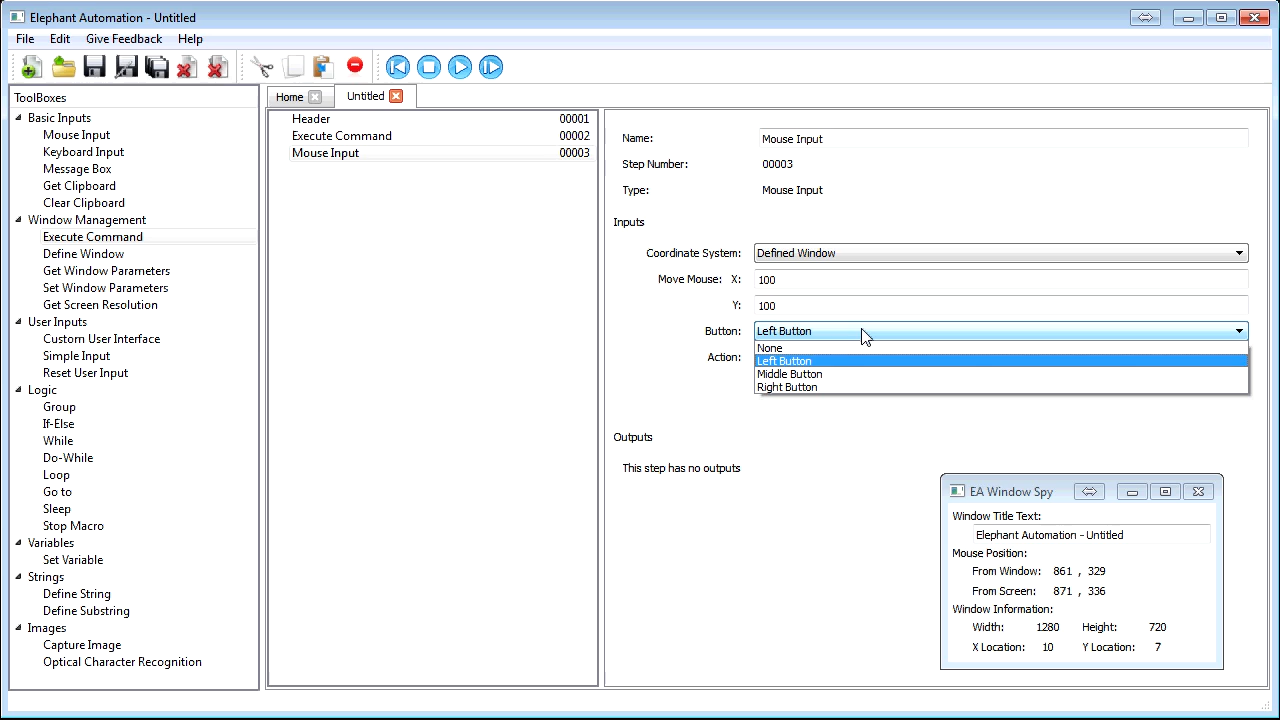 Elephant Automation - Untitled
File Edit Give Feedback Help
ToolBoxes
Basic Inputs
Mouse Input
Keyboard Input
Message Box
Get Clipboard
Clear Clipboard
Window Management
Execute Command
Define Window
Get Window Parmeters
Set Window Parameters
Get Screen Resolution
User Inputs
Custom User Interface
Simple Input
Reset User Input
Logic
Group
If-Else
While
Do-While
Loop
Go to
Sleep
Stop Macro
Variables
Set Variable
Strings
Define String
Define Substring
Images
Capture Image
Optical Character Recognition
Home Untitled
Header 00001
Execute Command 00002
Mouse Input 00003
Name: Mouse Input
Step Number: 00003
Type: Mouse Input
Inputs
Coordinate System: Defined Window
Move Mouse: X: 100
Y: 100
Button: Left Button
None
Action: Left Button
Middle Button
Right Button
Outputs
This step has no outputs
EA Window Spy
Window Title Text:
Elephant Automation - Untitled
Mouse Position:
From Window: 861 , 329
From Screen: 871 , 336
Window Information:
Width: 1280 Height: 720
X Location: 10 Y Location: 7